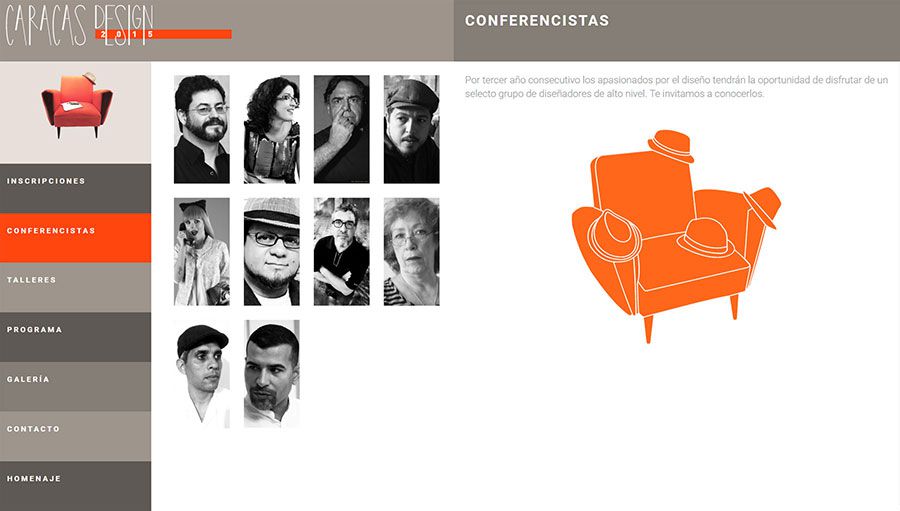 CARACAS DESIGN
2015
CONFERENCISTAS
Por tercer año consecutivo los apasionados por el diseño tendrán la oportunidad de disfrutar de un
selecto grupo de diseñadores de alto nivel. Te invitamos a conocerlos.
INSCRIPCIONES
CONFERENCISTAS
TALLERES
PROGRAMA
GALERÍA
CONTACTO
HOMENAJE